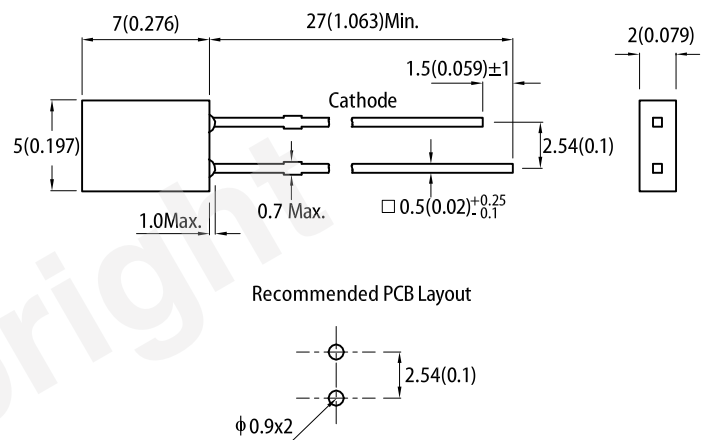 7(0.276)
27(1.063)Min.
2(0.079)
1.5(0.059)±1
Cathode
5(0.197)
2.54(0.1)
1.0Max.
0.7 Max.
□ 0.5(0.02)+0.25 -0.1
Recommended PCB Layout
2.54(0.1)
ϕ0.9x2
bright